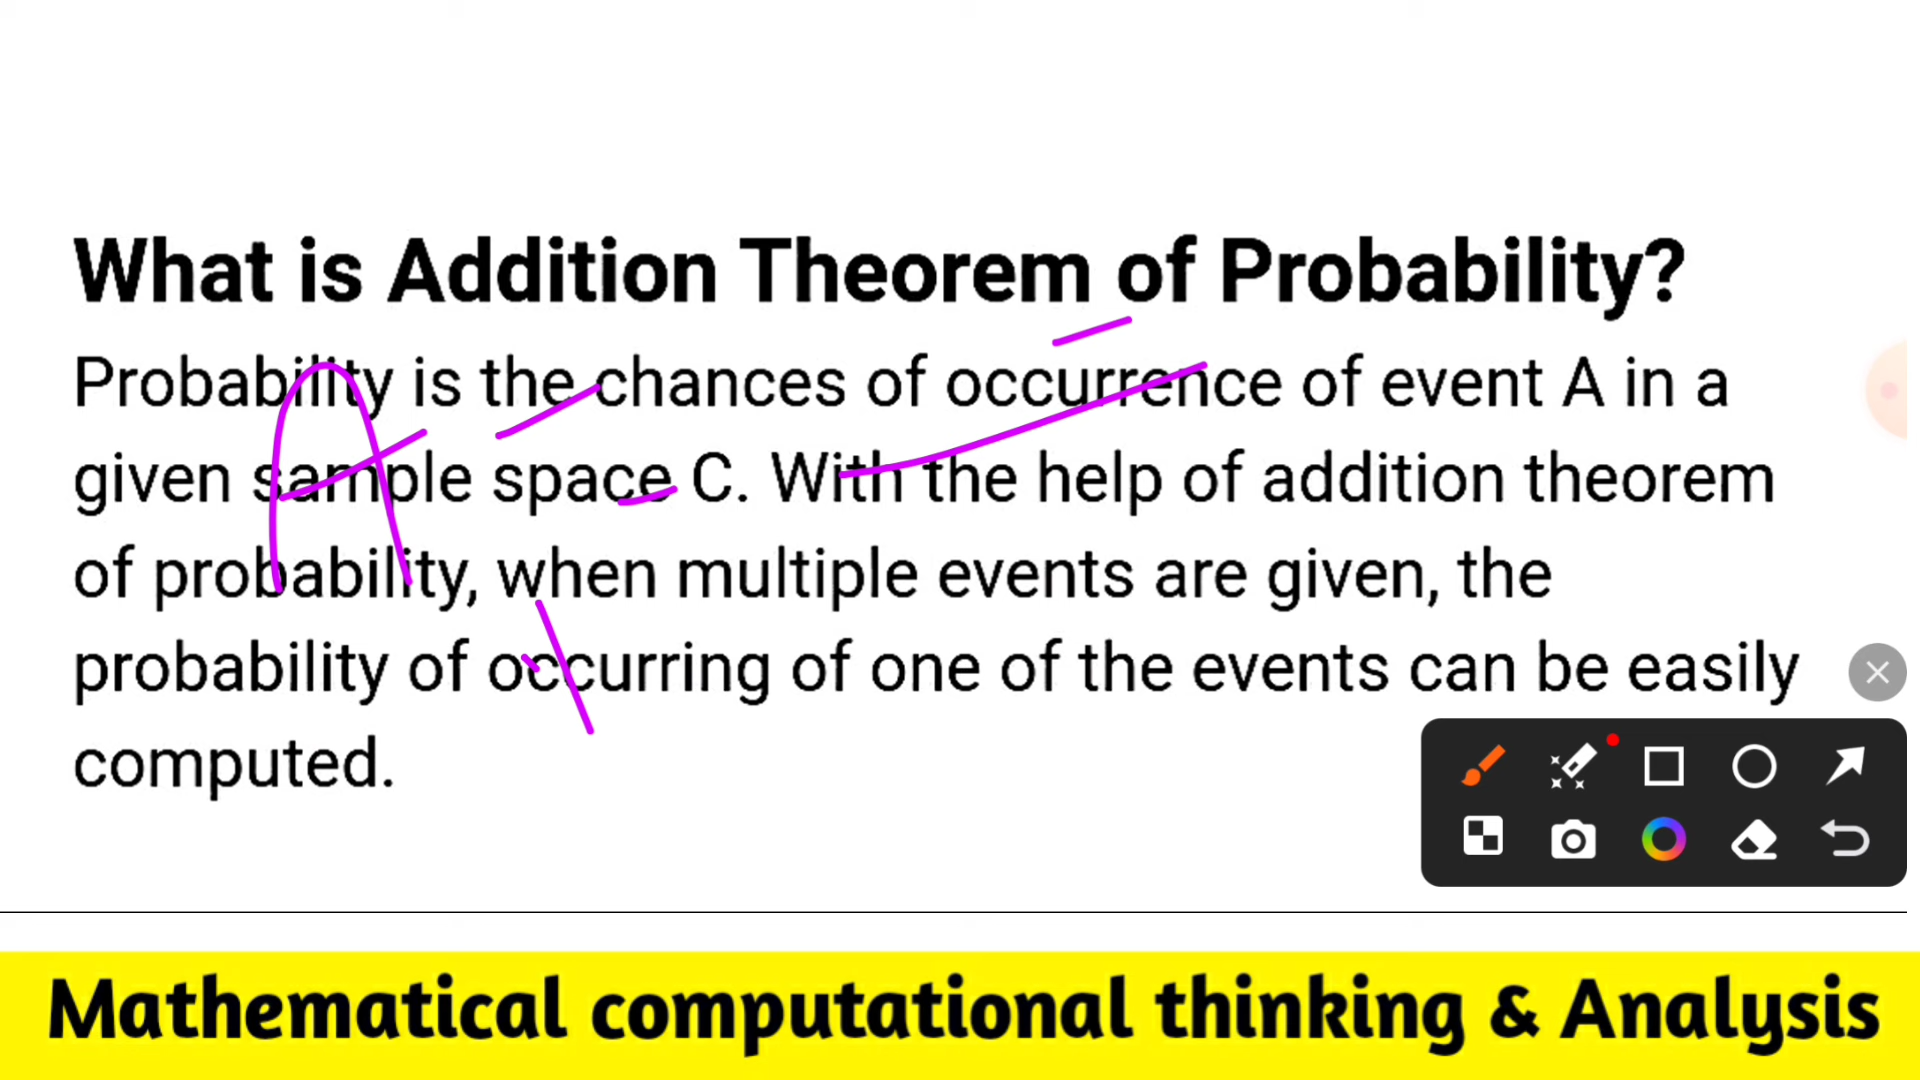 What is Addition Theorem of Probability?
Probability is the chances of occurrence of event A in a
given sample space C. With the help of addition theorem
of probability, when multiple events are given, the
probability of occurring of one of the events can be easily
computed.
A
Mathematical computational thinking & Analysis